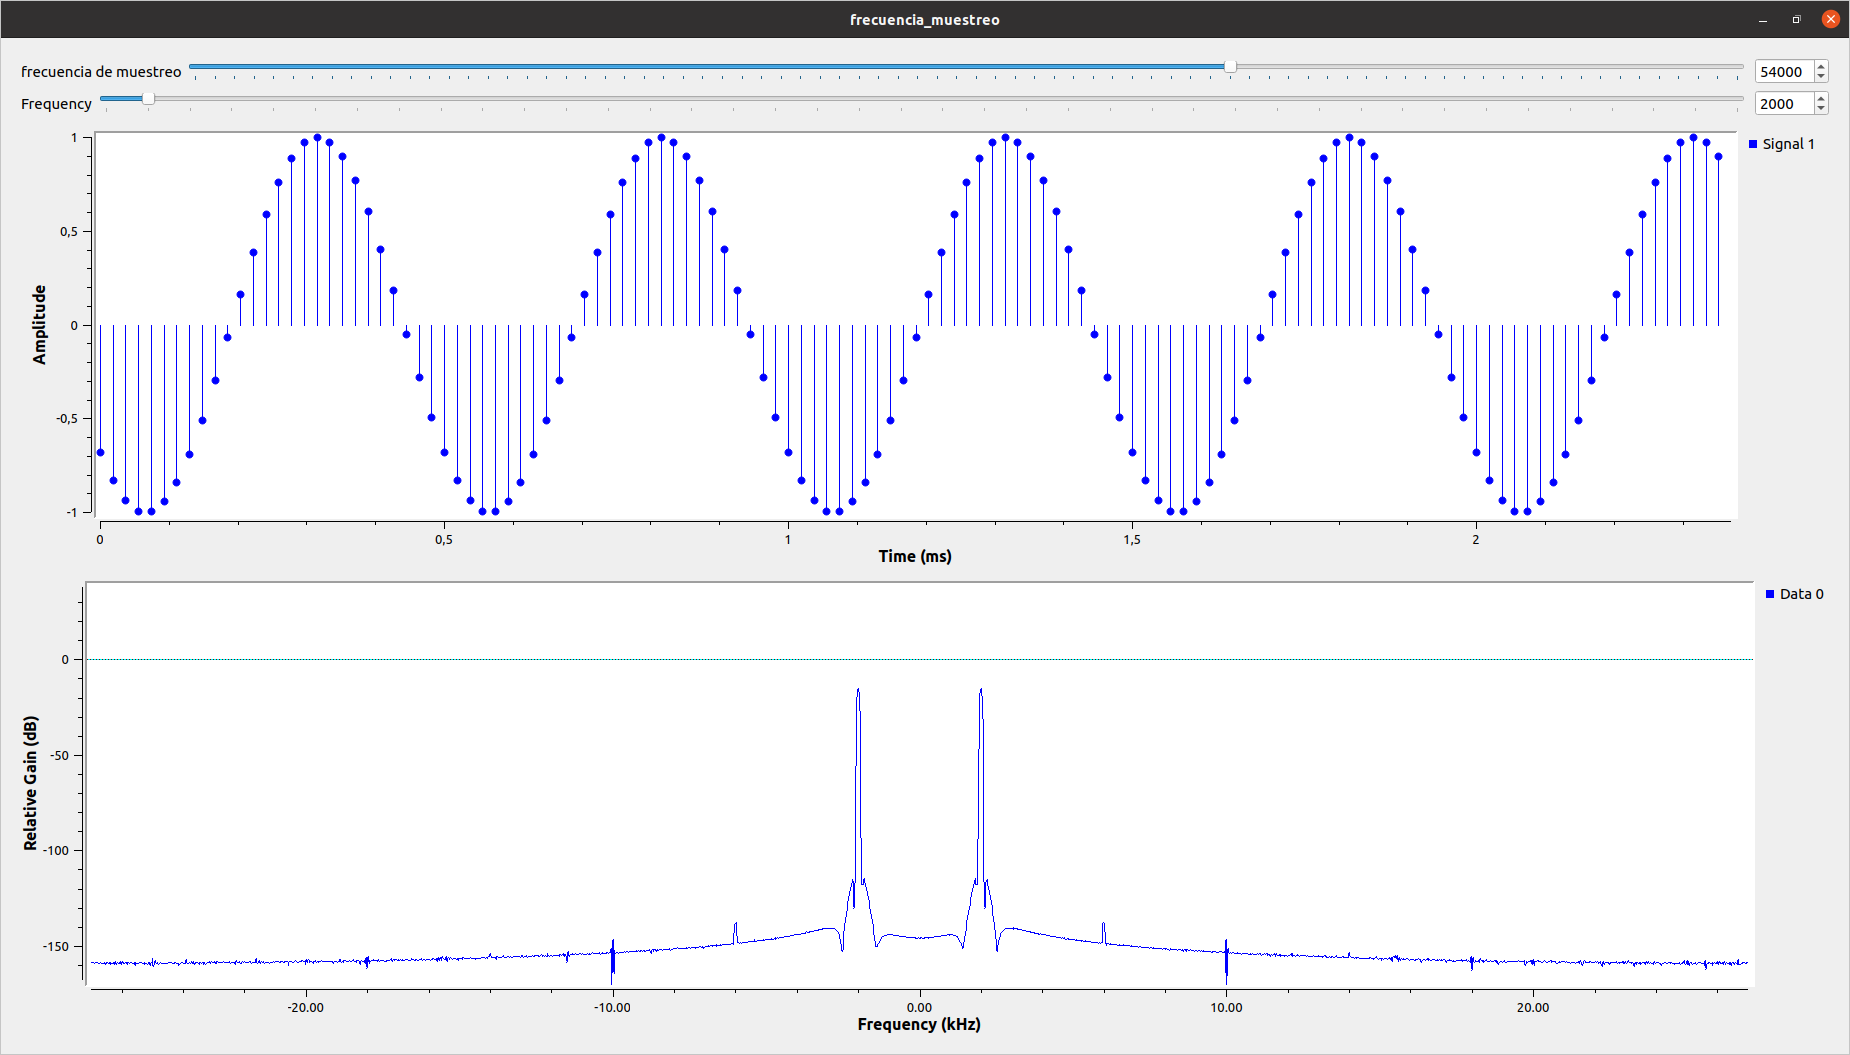 frecuencia_muestreo
frecuencia de muestreo 54000
Frequency 2000
Signal 1
1
0,5
0
-0,5
-1
Amplitude
0 0,5 1 1,5 2
Time (ms)
Data 0
0
-50
-100
-150
Relative Gain (dB)
-20.00 -10.00 0.00 10.00 20.00
Frequency (kHz)